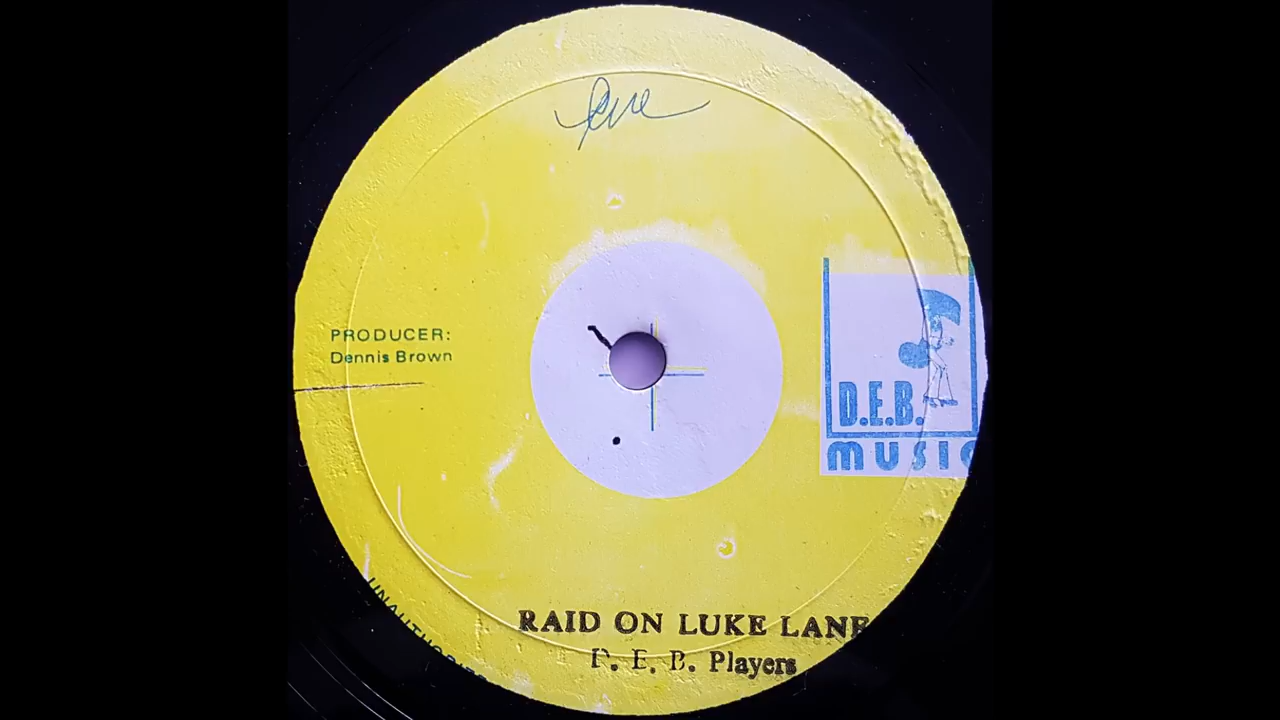 PRODUCER:
Dennis Brown
D.E.B.
MUSIC
RAID ON LUKE LANE
D. E. B. Players